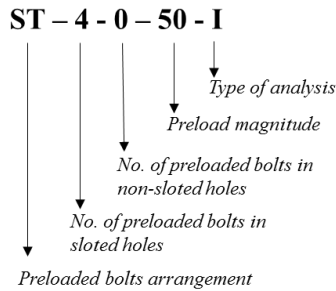 ST – 4 - 0 – 50 - I
Type of analysis
Preload magnitude
No. of preloaded bolts in
non-sloted holes
No. of preloaded bolts in
sloted holes
Preloaded bolts arrangement